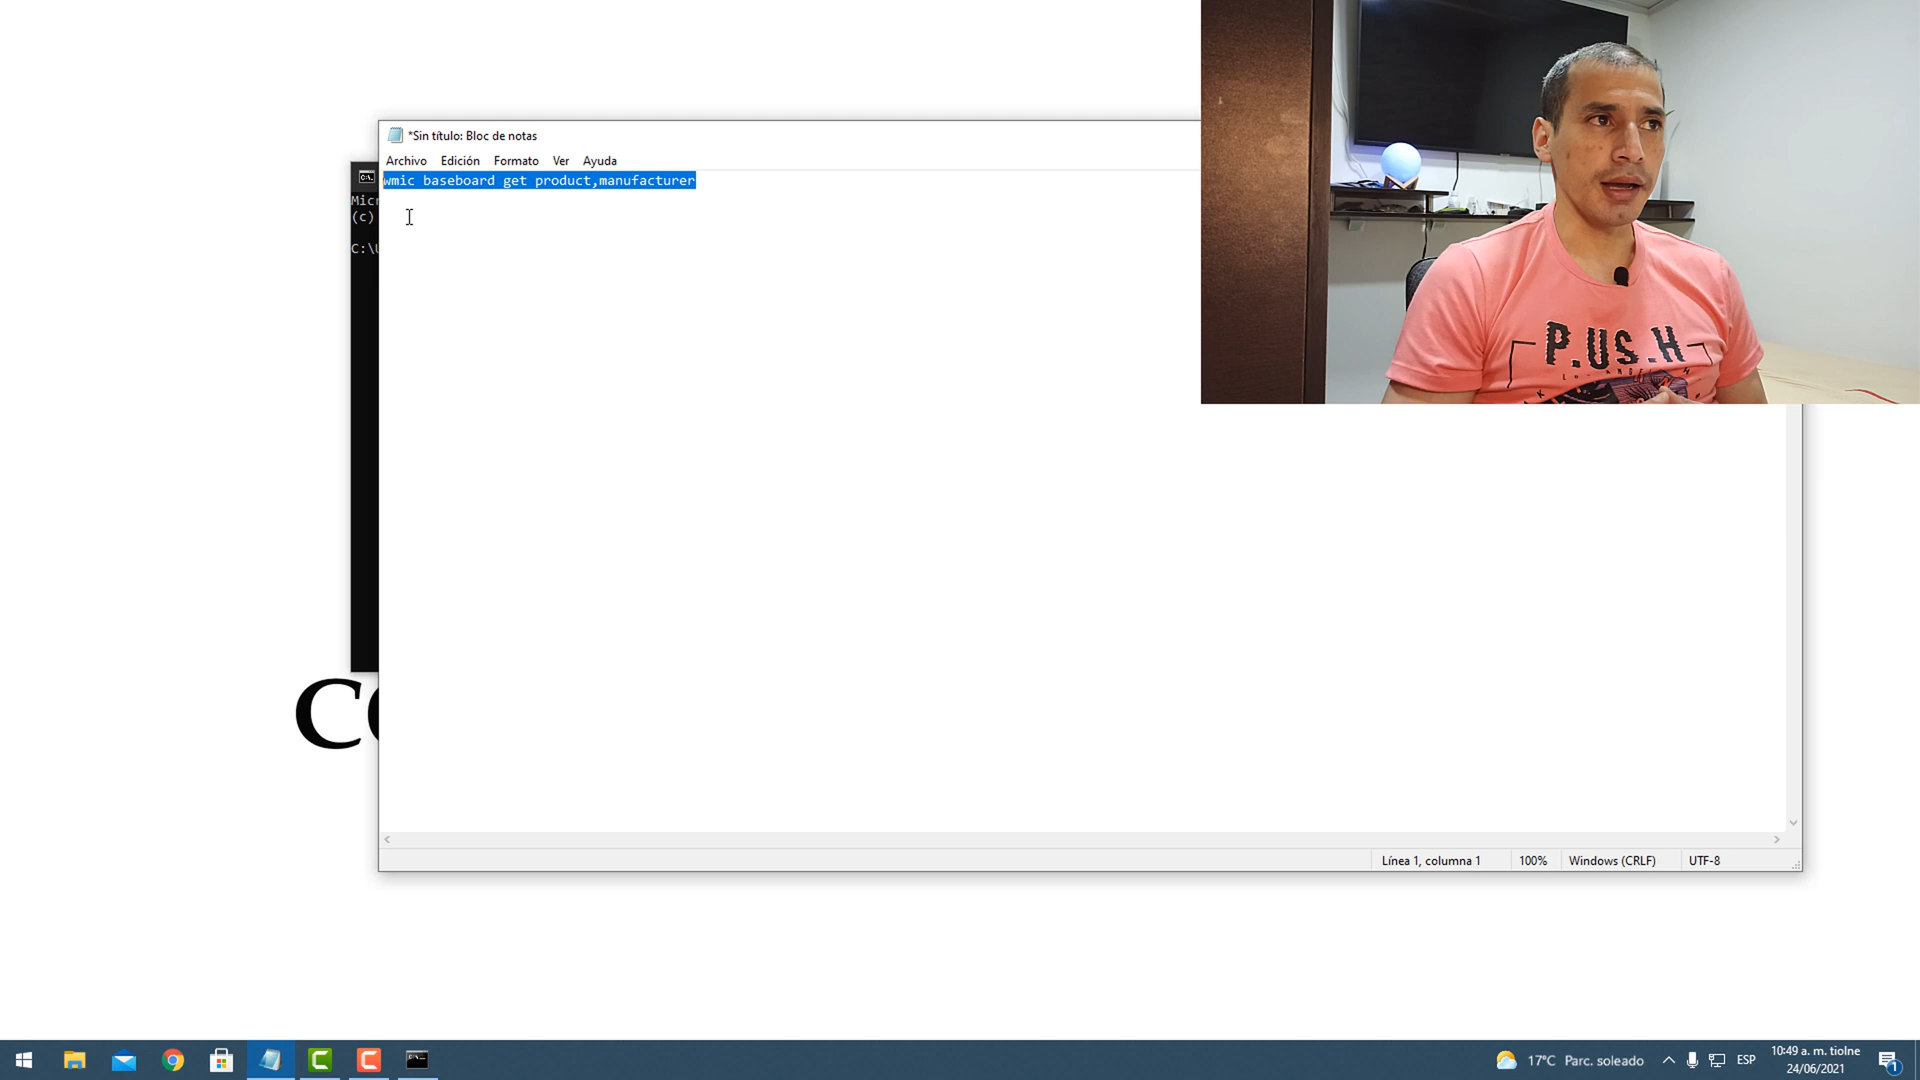 *Sin título: Bloc de notas
Archivo Edición Formato Ver Ayuda
wmic baseboard get product,manufacturer
Micr
(c)
C:\U
P.US.H
Línea 1, columna 1 100% Windows (CRLF) UTF-8
17°C Parc. soleado ESP 10:49 a. m. tiolne
24/06/2021
1